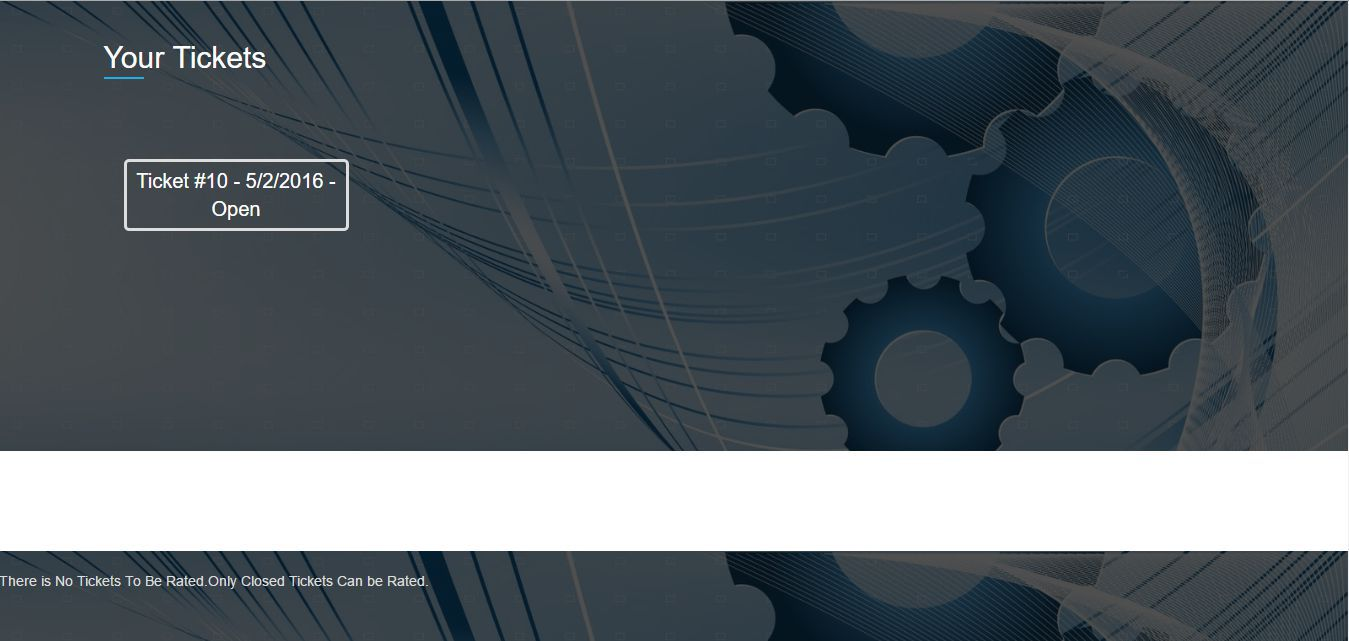 Your Tickets
Ticket #10 - 5/2/2016 -
Open
There is No Tickets To Be Rated.Only Closed Tickets Can be Rated.